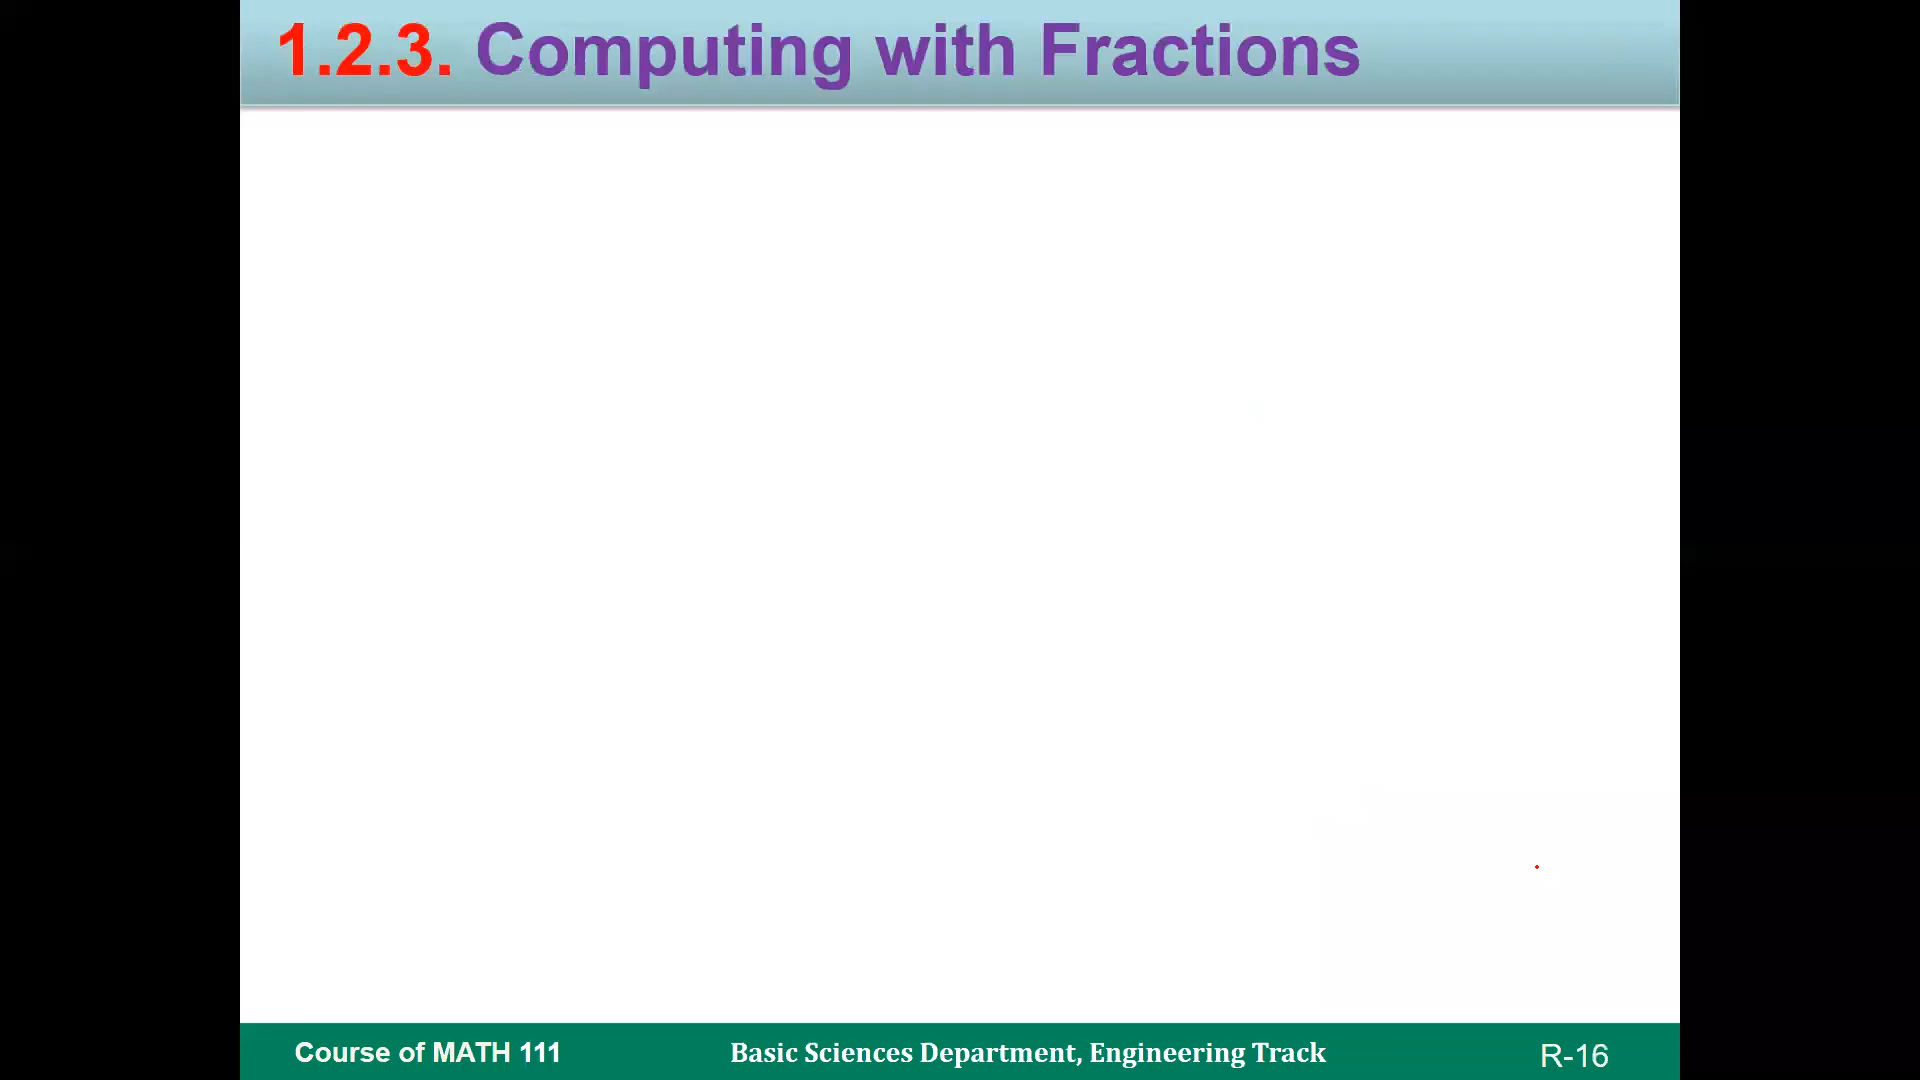 1.2.3. Computing with Fractions
Course of MATH 111
Basic Sciences Department, Engineering Track
R-16